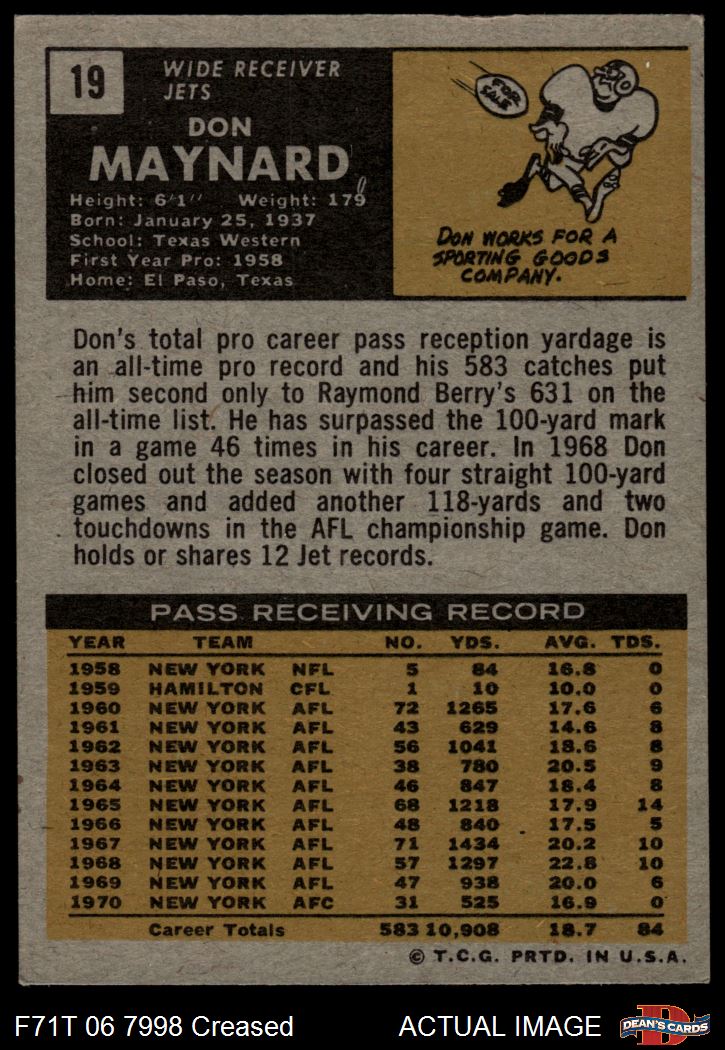 19
WIDE RECEIVER
JETS
DON
MAYNARD
Height: 6'1" Weight: 179
Born: January 25, 1937
School: Texas Western
First Year Pro: 1958
Home: El Paso, Texas
FOR
SALE
DON WORKS FOR A
SPORTING GOODS
COMPANY.
Don's total pro career pass reception yardage is
an all-time pro record and his 583 catches put
him second only to Raymond Berry's 631 on the
all-time list. He has surpassed the 100-yard mark
in a game 46 times in his career. In 1968 Don
closed out the season with four straight 100-yard
games and added another 118-yards and two
touchdowns in the AFL championship game. Don
holds or shares 12 Jet records.
PASS RECEIVING RECORD
YEAR TEAM NO. YDS. AVG. TDS.
1958 NEW YORK NFL 5 84 16.8 0
1959 HAMILTON CFL 1 10 10.0 0
1960 NEW YORK AFL 72 1265 17.6 6
1961 NEW YORK AFL 43 629 14.6 8
1962 NEW YORK AFL 56 1041 18.6 8
1963 NEW YORK AFL 38 780 20.5 9
1964 NEW YORK AFL 46 847 18.4 8
1965 NEW YORK AFL 68 1218 17.9 14
1966 NEW YORK AFL 48 840 17.5 5
1967 NEW YORK AFL 71 1434 20.2 10
1968 NEW YORK AFL 57 1297 22.8 10
1969 NEW YORK AFL 47 938 20.0 6
1970 NEW YORK AFC 31 525 16.9 0
Career Totals 583 10,908 18.7 84
© T.C.G. PRTD. IN U.S.A.
F71T 06 7998 Creased ACTUAL IMAGE
D
DEAN'S CARDS